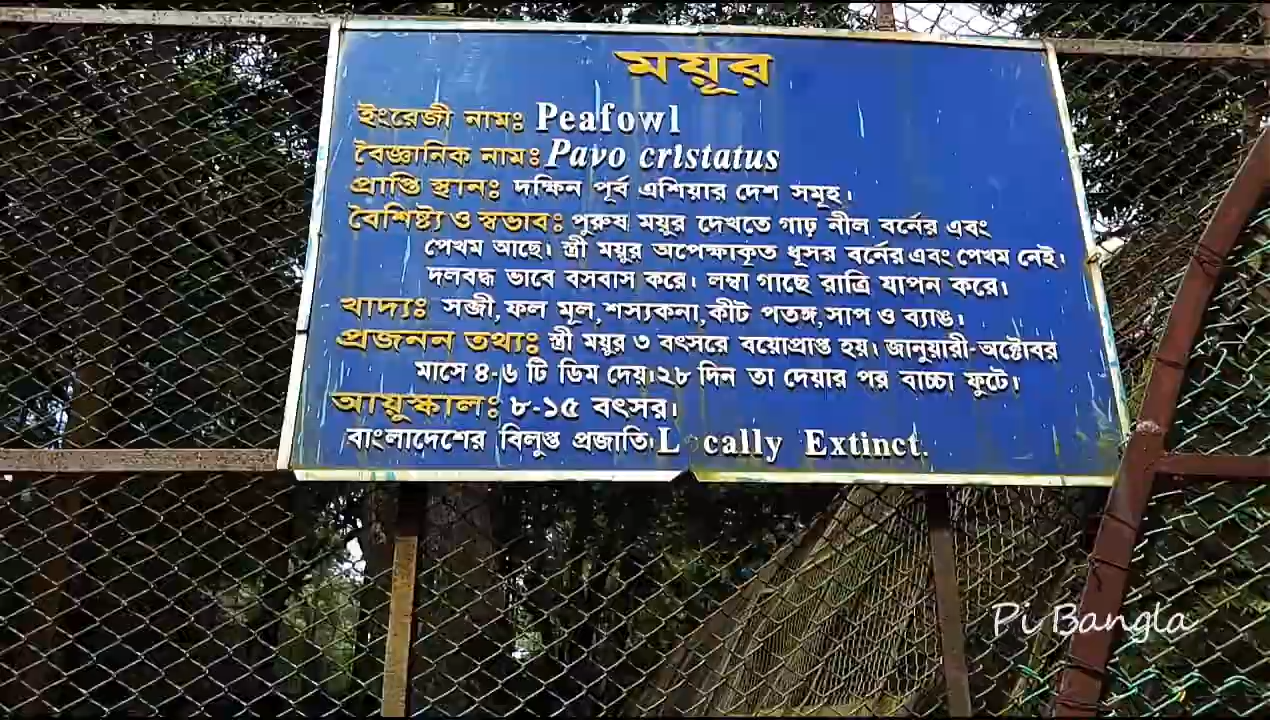 ময়ূর
ইংরেজী নামঃ Peafowl
বৈজ্ঞানিক নামঃ Pavo cristatus
প্রাপ্তি স্থানঃ দক্ষিন পূর্ব এশিয়ার দেশ সমূহ।
বৈশিষ্ট্য ও স্বভাবঃ পুরুষ ময়ূর দেখতে গাঢ় নীল বর্নের এবং
পেখম আছে। স্ত্রী ময়ূর অপেক্ষাকৃত ধূসর বর্নের এবং পেখম নেই।
দলবদ্ধ ভাবে বসবাস করে। লম্বা গাছে রাত্রি যাপন করে।
খাদ্যঃ সব্জী, ফল মূল, শস্যকনা, কীট পতঙ্গ, সাপ ও ব্যাঙ।
প্রজনন তথ্যঃ স্ত্রী ময়ূর ৩ বৎসরে বয়োপ্রাপ্ত হয়। জানুয়ারী-অক্টোবর
মাসে ৪-৬ টি ডিম দেয়। ২৮ দিন তা দেয়ার পর বাচ্চা ফুটে।
আয়ুস্কালঃ ৮-১৫ বৎসর।
বাংলাদেশের বিলুপ্ত প্রজাতি। Locally Extinct.
Pi Bangla